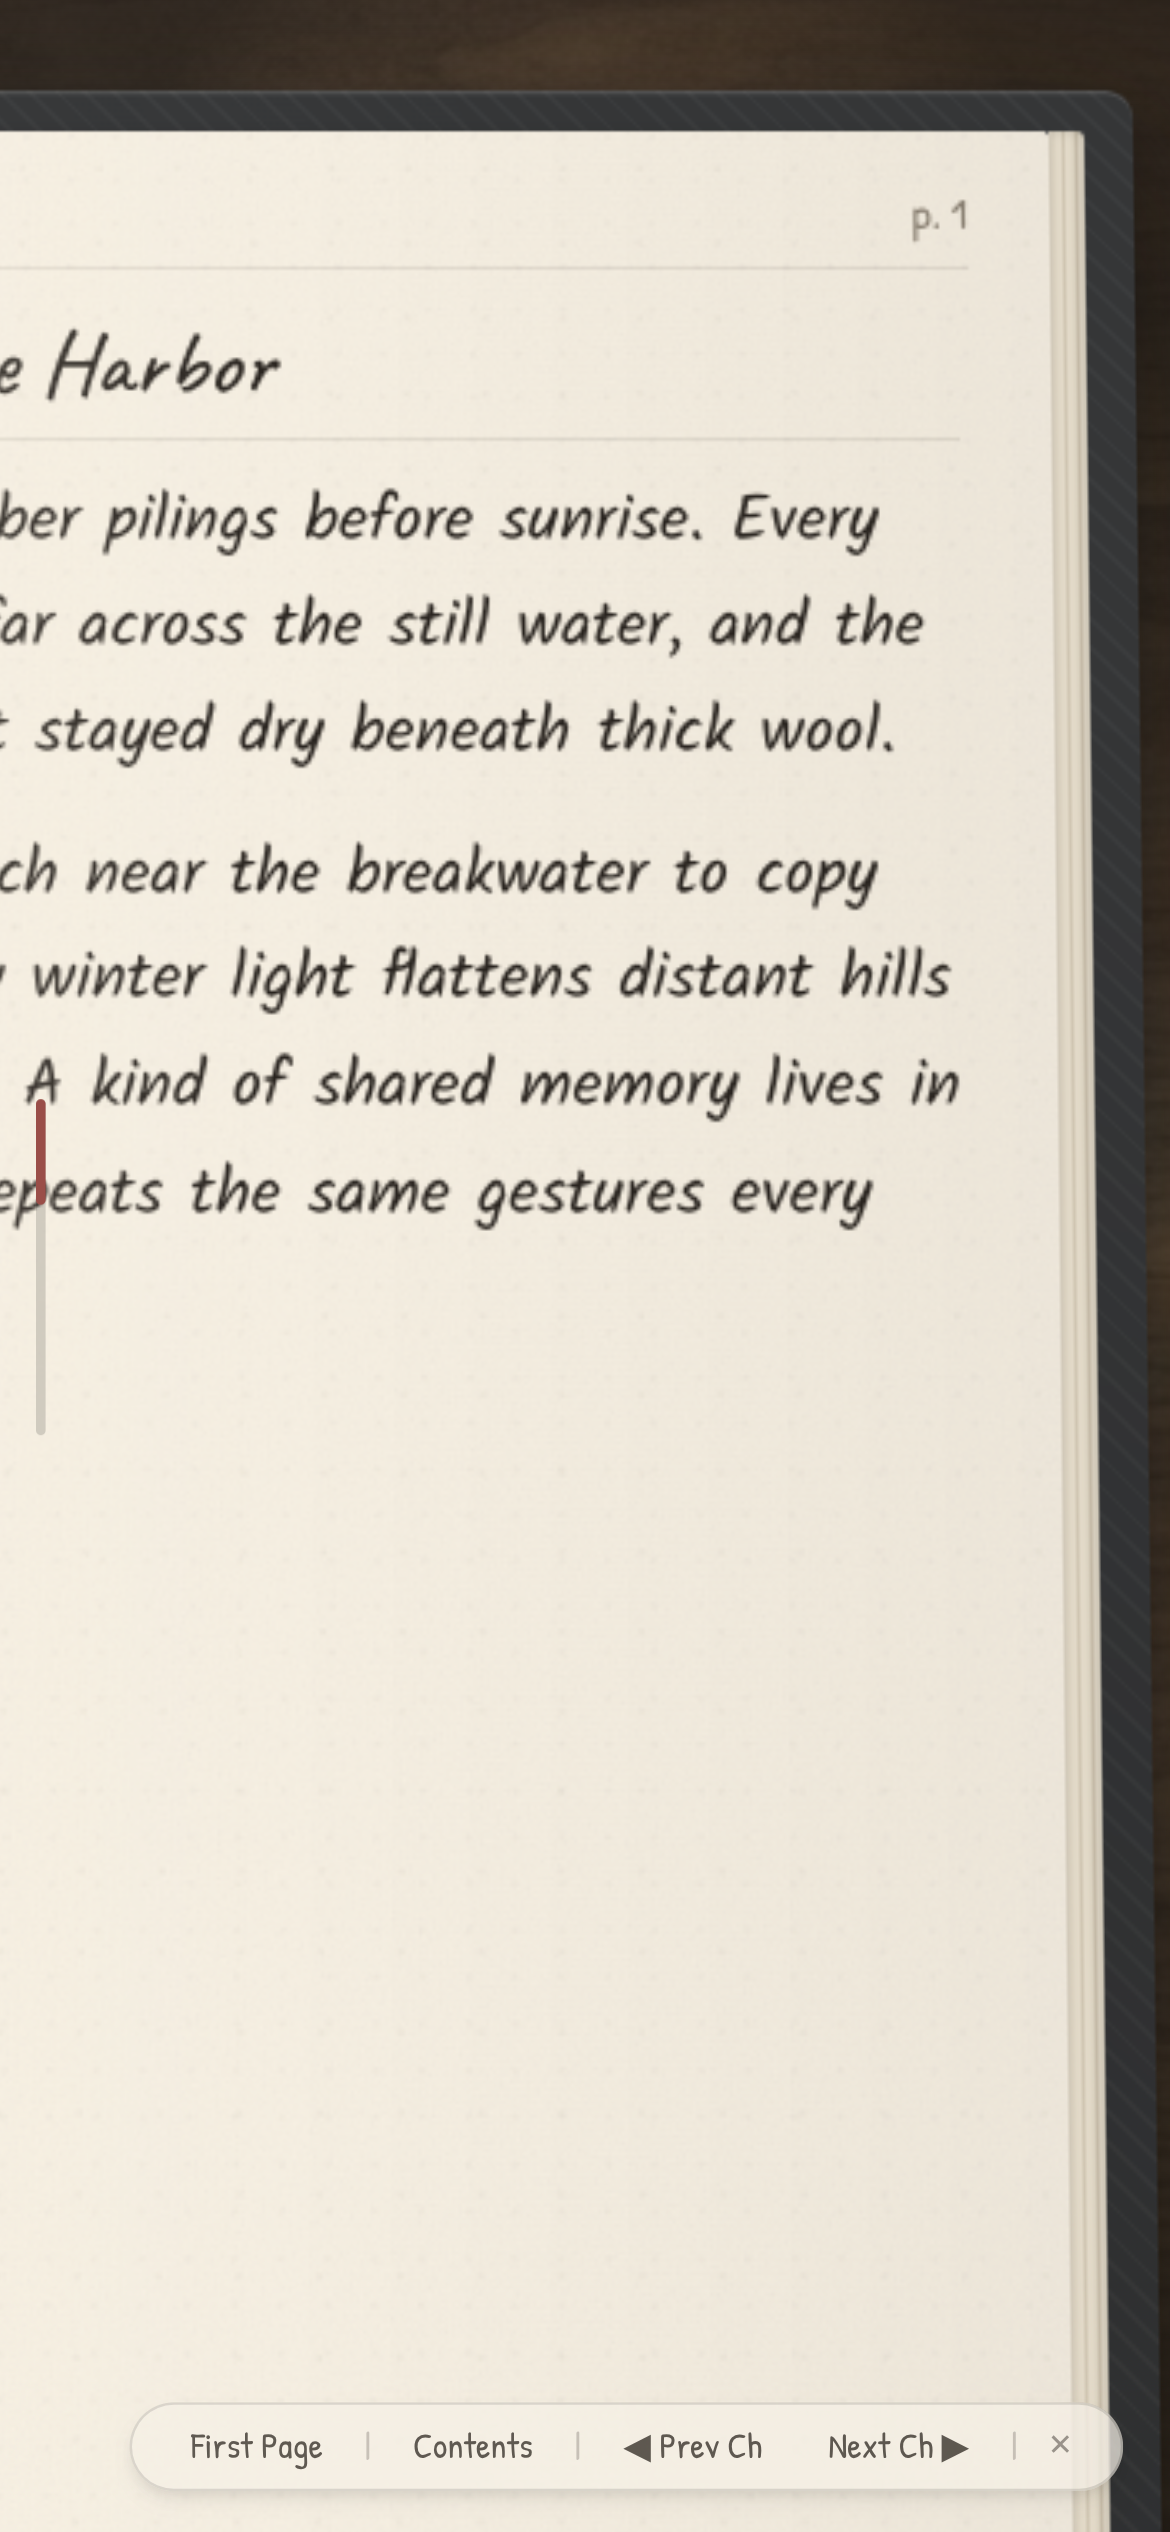 p. 1
e Harbor
ber pilings before sunrise. Every
far across the still water, and the
t stayed dry beneath thick wool.
ch near the breakwater to copy
winter light flattens distant hills
A kind of shared memory lives in
epeats the same gestures every
First Page | Contents | ◀ Prev Ch Next Ch ▶ | ×